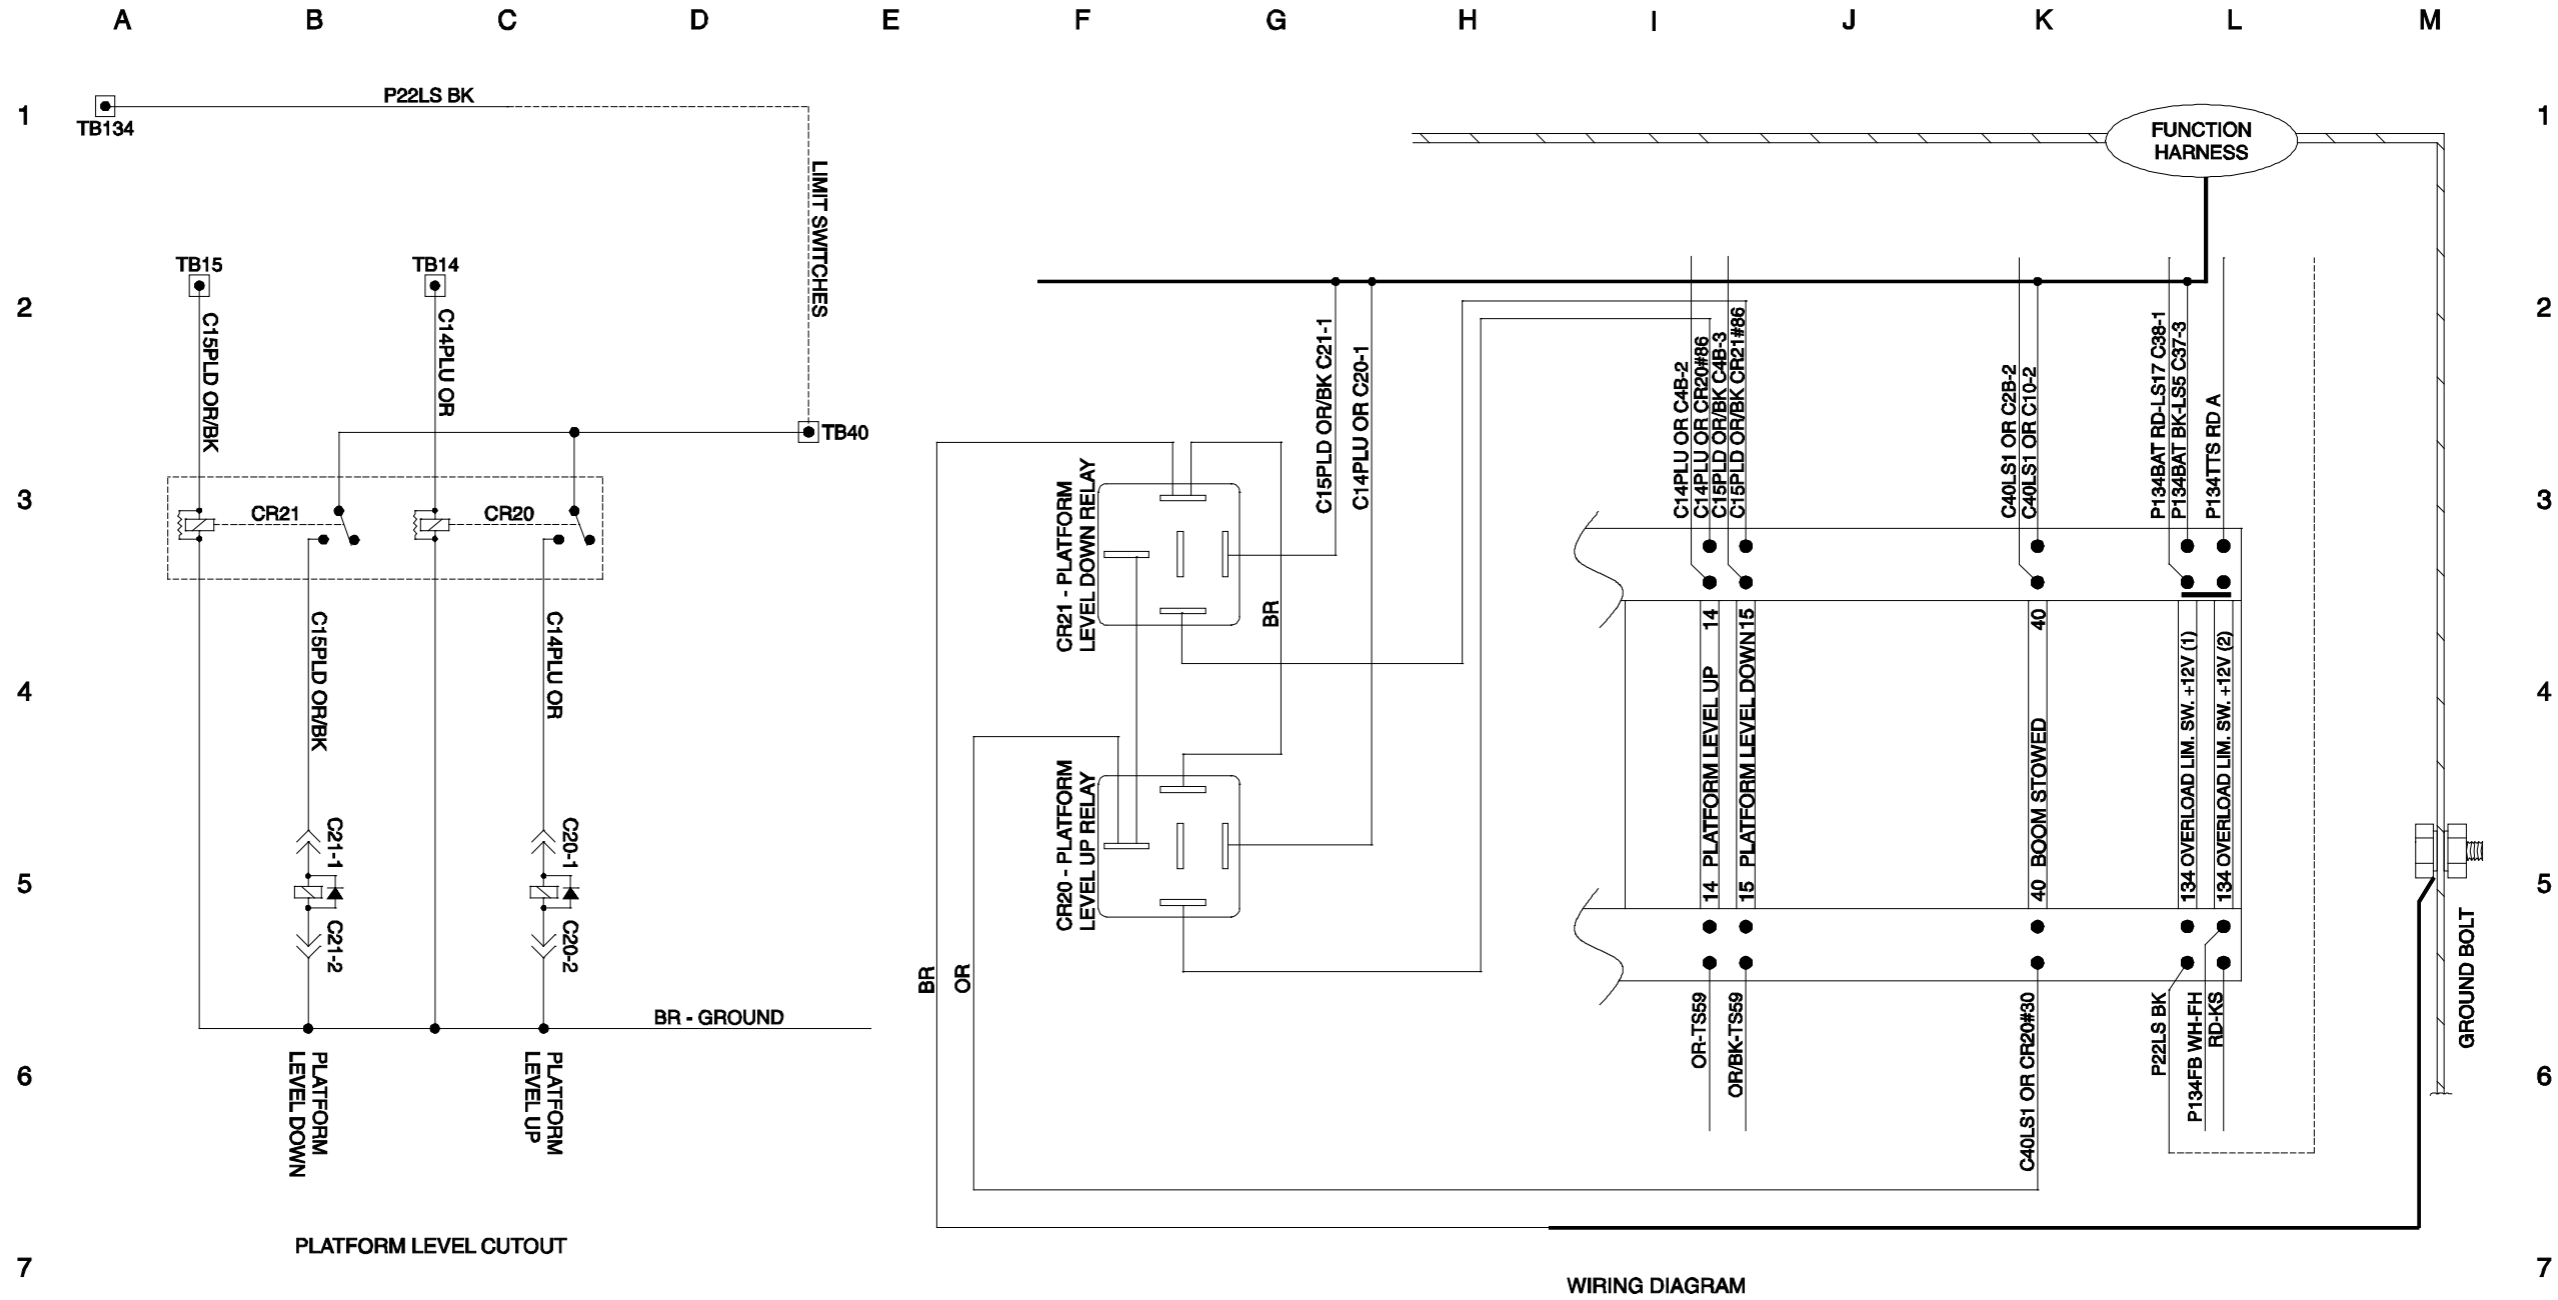 A B C D E F G H I J K L M
1
P22LS BK
TB134
LIMIT SWITCHES
FUNCTION
HARNESS
1
2
TB15
TB14
C15PLD OR/BK
C14PLU OR
TB40
2
3
CR21
CR20
3
4
C15PLD OR/BK
C14PLU OR
4
5
C21-1
C20-1
C21-2
C20-2
5
BR - GROUND
6
PLATFORM
LEVEL DOWN
PLATFORM
LEVEL UP
6
PLATFORM LEVEL CUTOUT
7
CR21 - PLATFORM
LEVEL DOWN RELAY
CR20 - PLATFORM
LEVEL UP RELAY
BR
OR
BR
C15PLD OR/BK C21-1
C14PLU OR C20-1
C14PLU OR C4B-2
C14PLU OR CR20#86
C15PLD OR/BK C4B-3
C15PLD OR/BK CR21#86
C40LS1 OR C2B-2
C40LS1 OR C10-2
P134BAT RD-LS17 C38-1
P134BAT BK-LS5 C37-3
P134TTS RD A
14 PLATFORM LEVEL UP 14
15 PLATFORM LEVEL DOWN 15
40 BOOM STOWED 40
134 OVERLOAD LIM. SW. +12V (1)
134 OVERLOAD LIM. SW. +12V (2)
OR-TS59
OR/BK-TS59
C40LS1 OR CR20#30
P22LS BK
P134FB WH-FH
RD-KS
GROUND BOLT
WIRING DIAGRAM
7